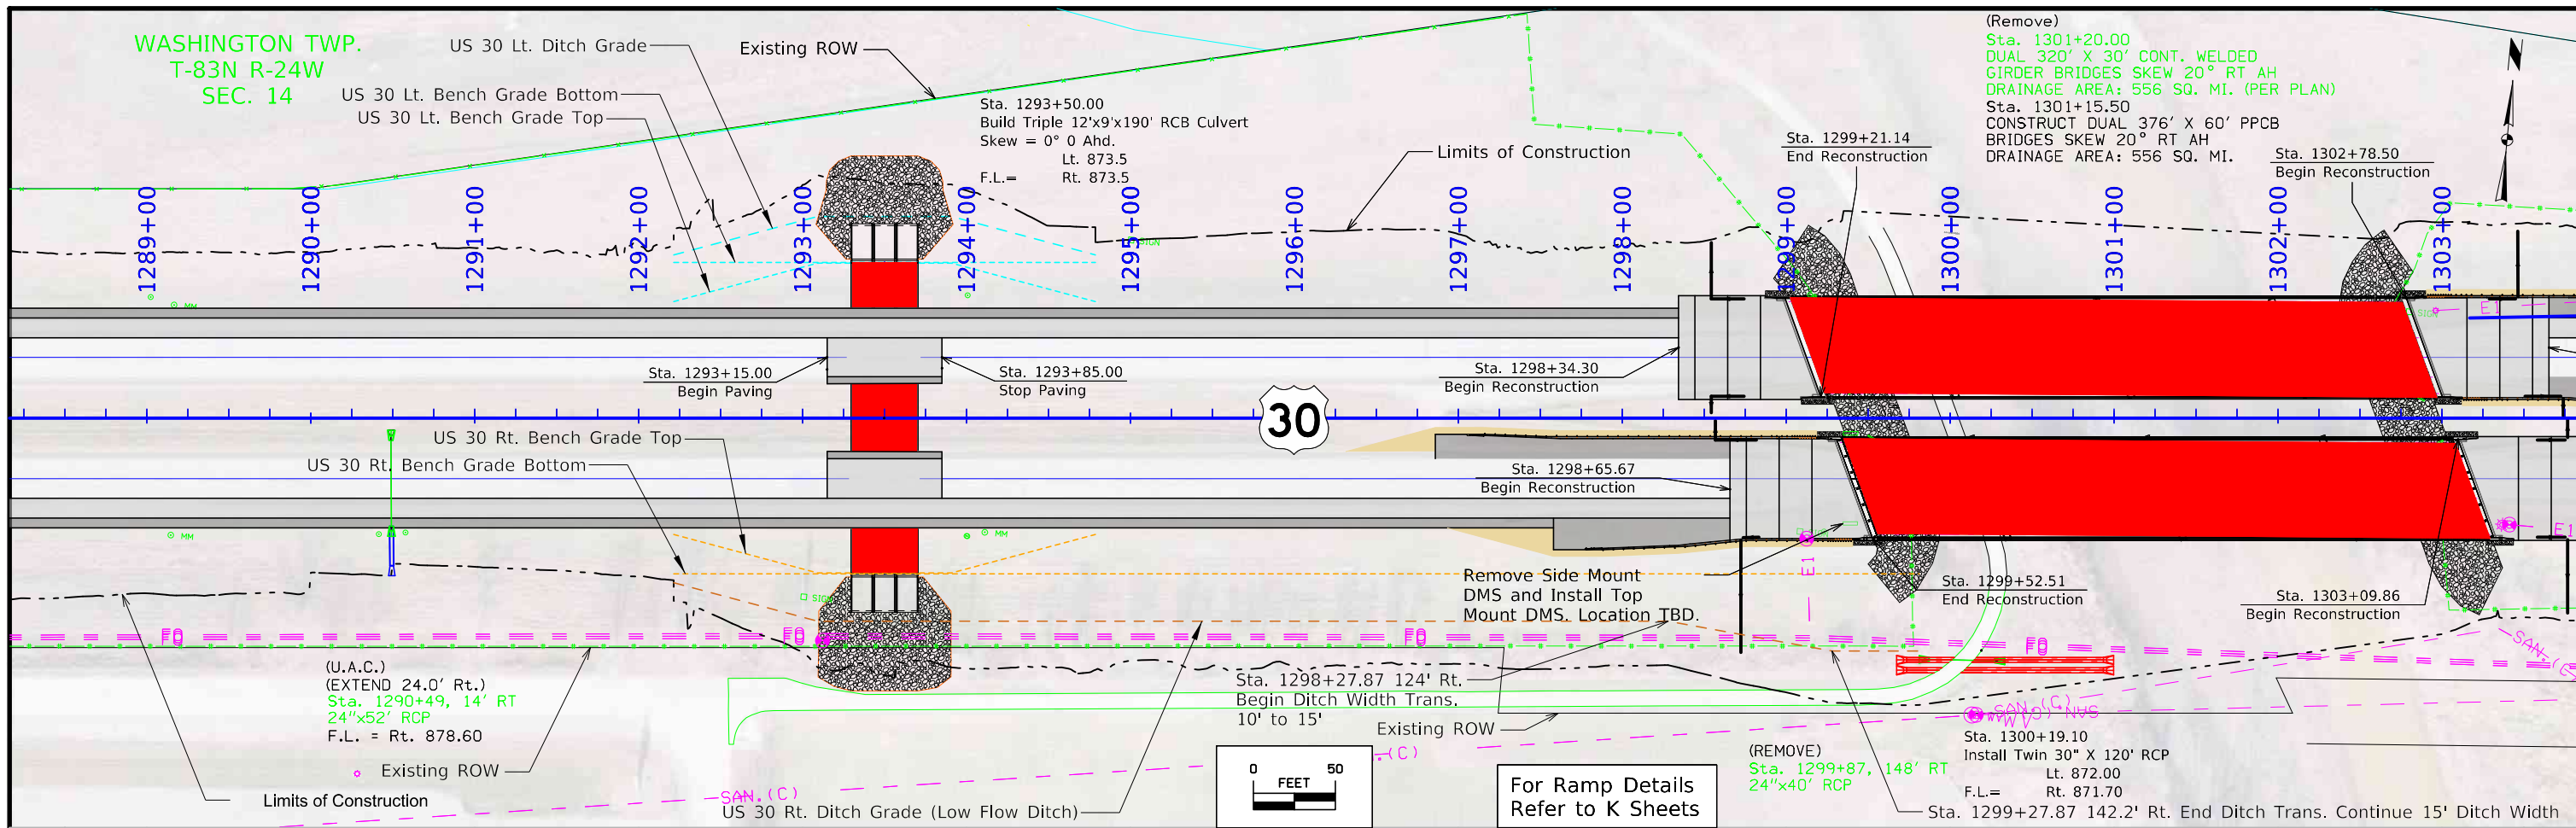 WASHINGTON TWP.
T-83N R-24W
SEC. 14
US 30 Lt. Ditch Grade
US 30 Lt. Bench Grade Bottom
US 30 Lt. Bench Grade Top
Existing ROW
Sta. 1293+50.00
Build Triple 12'x9'x190' RCB Culvert
Skew = 0° 0 Ahd.
Lt. 873.5
F.L.= Rt. 873.5
Limits of Construction
Sta. 1299+21.14
End Reconstruction
(Remove)
Sta. 1301+20.00
DUAL 320' X 30' CONT. WELDED
GIRDER BRIDGES SKEW 20° RT AH
DRAINAGE AREA: 556 SQ. MI. (PER PLAN)
Sta. 1301+15.50
CONSTRUCT DUAL 376' X 60' PPCB
BRIDGES SKEW 20° RT AH
DRAINAGE AREA: 556 SQ. MI.
Sta. 1302+78.50
Begin Reconstruction
1289+00
1290+00
1291+00
1292+00
1293+00
1294+00
1295+00
1296+00
1297+00
1298+00
1299+00
1300+00
1301+00
1302+00
1303+00
SIGN
MM
E1
SIGN
Sta. 1293+15.00
Begin Paving
Sta. 1293+85.00
Stop Paving
Sta. 1298+34.30
Begin Reconstruction
30
US 30 Rt. Bench Grade Top
US 30 Rt. Bench Grade Bottom
Sta. 1298+65.67
Begin Reconstruction
MM
MM
E1
E1
SIGN
Remove Side Mount
DMS and Install Top
Mount DMS. Location TBD.
Sta. 1299+52.51
End Reconstruction
Sta. 1303+09.86
Begin Reconstruction
FO
FO
FO
FO
SAN.(C)
(U.A.C.)
(EXTEND 24.0' Rt.)
Sta. 1290+49, 14' RT
24"x52' RCP
F.L. = Rt. 878.60
Existing ROW
Limits of Construction
SAN.(C)
US 30 Rt. Ditch Grade (Low Flow Ditch)
Sta. 1298+27.87 124' Rt.
Begin Ditch Width Trans.
10' to 15'
Existing ROW
.(C)
0 50
FEET
For Ramp Details
Refer to K Sheets
(REMOVE)
Sta. 1299+87, 148' RT
24"x40' RCP
SAN.(C)
SAN.(C)
Sta. 1300+19.10
Install Twin 30" X 120' RCP
Lt. 872.00
F.L.= Rt. 871.70
Sta. 1299+27.87 142.2' Rt. End Ditch Trans. Continue 15' Ditch Width